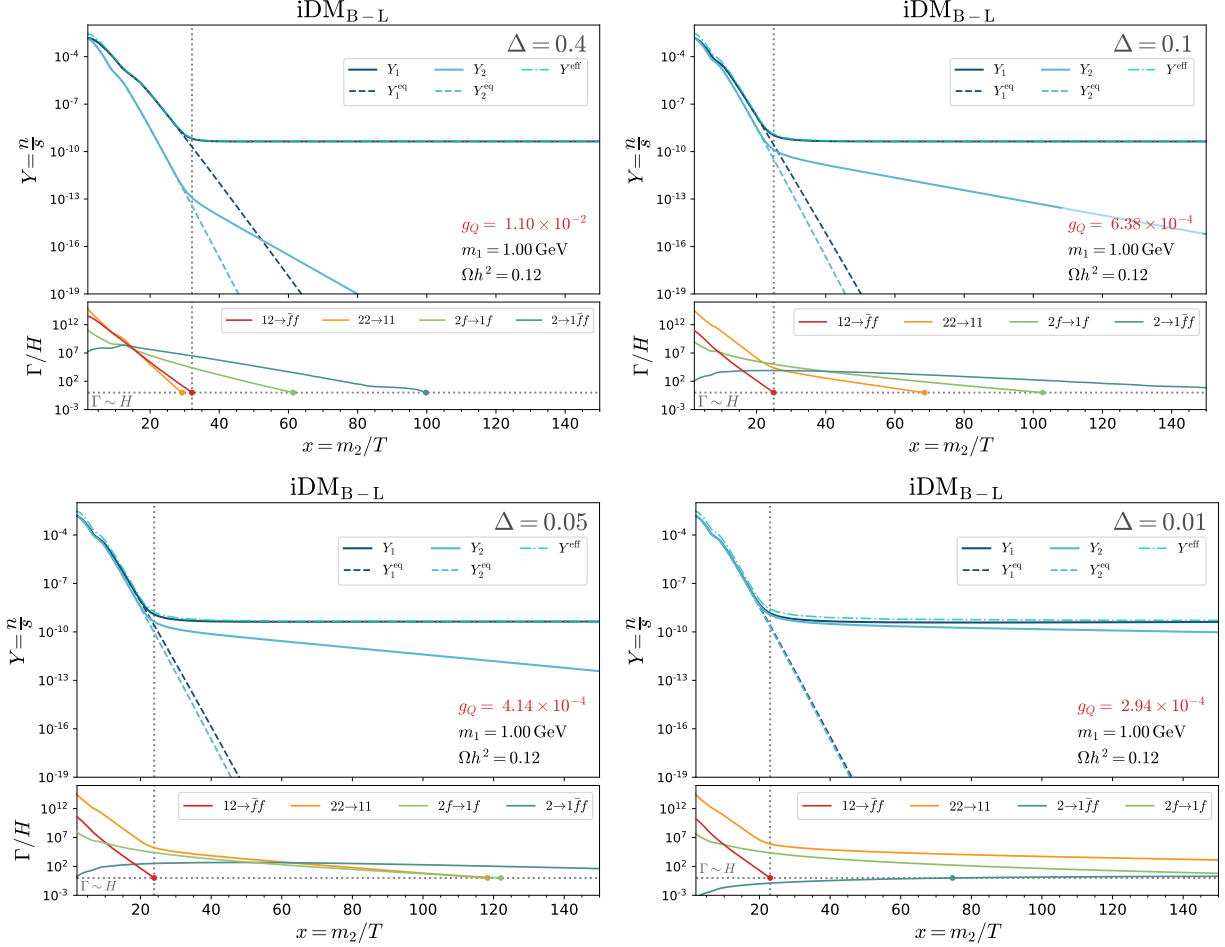 iDM_{B−L}
Δ = 0.4
Y_1 Y_2 Y^{eff}
Y_1^{eq} Y_2^{eq}
Y = n/s
10^{−4}
10^{−7}
10^{−10}
10^{−13}
10^{−16}
10^{−19}
g_Q = 1.10 × 10^{−2}
m_1 = 1.00 GeV
Ωh^2 = 0.12
12→f̄f 22→11 2f→1f 2→1f̄f
Γ/H
10^{12}
10^7
10^2
10^{−3}
Γ ∼ H
20 40 60 80 100 120 140
x = m_2/T
iDM_{B−L}
Δ = 0.1
Y_1 Y_2 Y^{eff}
Y_1^{eq} Y_2^{eq}
Y = n/s
10^{−4}
10^{−7}
10^{−10}
10^{−13}
10^{−16}
10^{−19}
g_Q = 6.38 × 10^{−4}
m_1 = 1.00 GeV
Ωh^2 = 0.12
12→f̄f 22→11 2f→1f 2→1f̄f
Γ/H
10^{12}
10^7
10^2
10^{−3}
Γ ∼ H
20 40 60 80 100 120 140
x = m_2/T
iDM_{B−L}
Δ = 0.05
Y_1 Y_2 Y^{eff}
Y_1^{eq} Y_2^{eq}
Y = n/s
10^{−4}
10^{−7}
10^{−10}
10^{−13}
10^{−16}
10^{−19}
g_Q = 4.14 × 10^{−4}
m_1 = 1.00 GeV
Ωh^2 = 0.12
12→f̄f 22→11 2f→1f 2→1f̄f
Γ/H
10^{12}
10^7
10^2
10^{−3}
Γ ∼ H
20 40 60 80 100 120 140
x = m_2/T
iDM_{B−L}
Δ = 0.01
Y_1 Y_2 Y^{eff}
Y_1^{eq} Y_2^{eq}
Y = n/s
10^{−4}
10^{−7}
10^{−10}
10^{−13}
10^{−16}
10^{−19}
g_Q = 2.94 × 10^{−4}
m_1 = 1.00 GeV
Ωh^2 = 0.12
12→f̄f 22→11 2→1f̄f 2f→1f
Γ/H
10^{12}
10^7
10^2
10^{−3}
Γ ∼ H
20 40 60 80 100 120 140
x = m_2/T